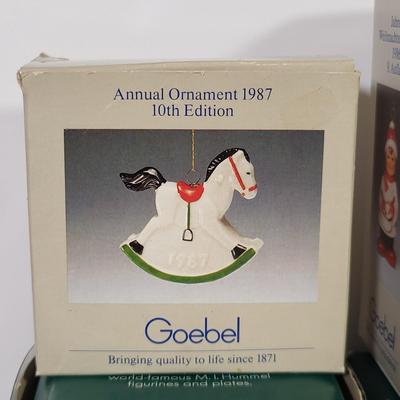 Annual Ornament 1987
10th Edition
1987
Goebel
Bringing quality to life since 1871
world-famous M.I. Hummel
figurines and plates.